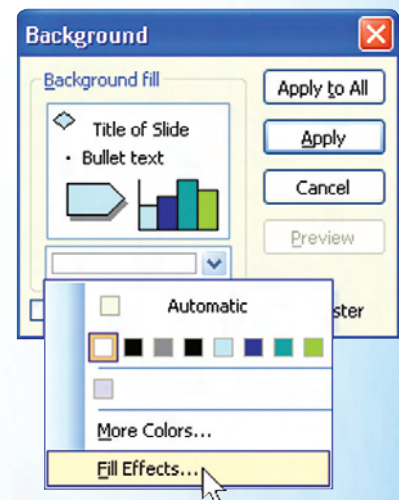 Background
Background fill
Title of Slide
• Bullet text
Apply to All
Apply
Cancel
Preview
ster
Automatic
More Colors...
Fill Effects...